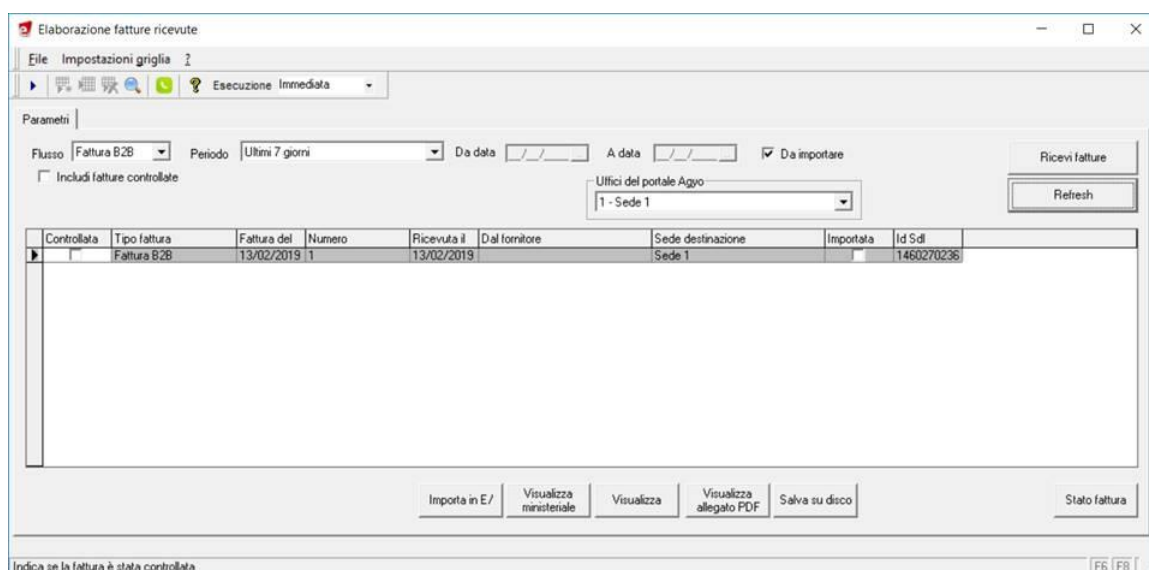 Elaborazione fatture ricevute
File Impostazioni griglia ?
Esecuzione Immediata
Parametri
Flusso Fattura B2B Periodo Ultimi 7 giorni Da data _/_/____ A data _/_/____ Da importare Ricevi fatture
Includi fatture controllate
Uffici del portale Agyo
1 - Sede 1
Refresh
Controllata Tipo fattura Fattura del Numero Ricevuta il Dal fornitore Sede destinazione Importata Id SdI
Fattura B2B 13/02/2019 1 13/02/2019 Sede 1 1460270236
Importa in E/ Visualizza ministeriale Visualizza Visualizza allegato PDF Salva su disco Stato fattura
Indica se la fattura è stata controllata F6 F8